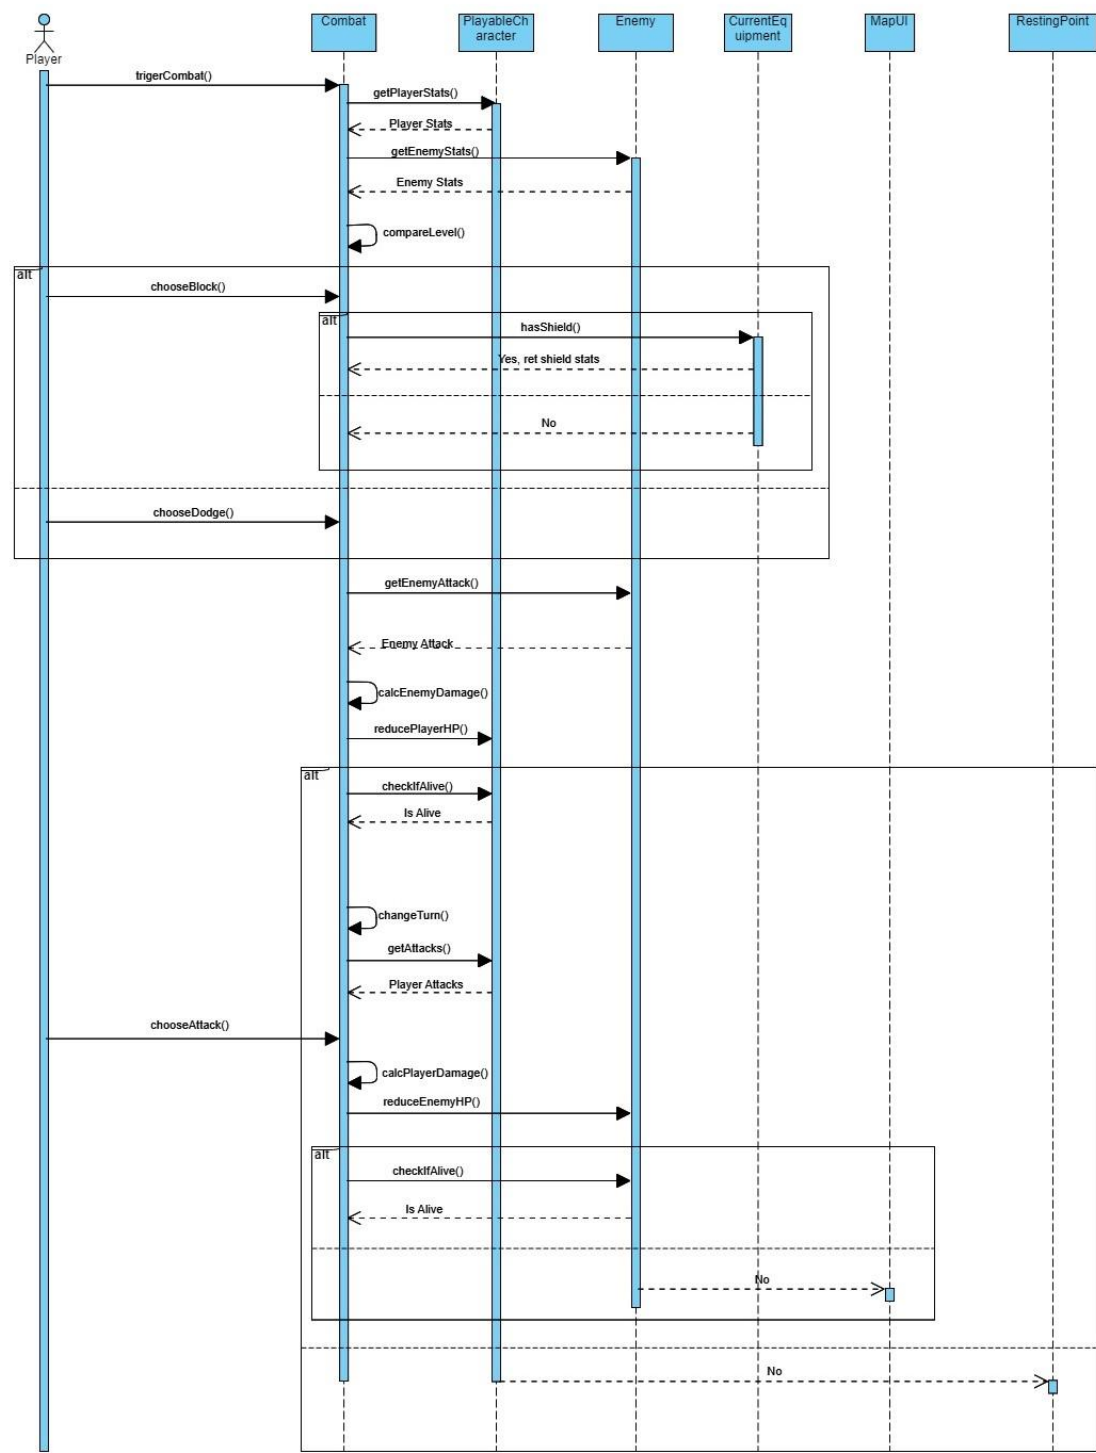 Player
Combat
PlayableCh
aracter
Enemy
CurrentEq
uipment
MapUI
RestingPoint
trigerCombat()
getPlayerStats()
Player Stats
getEnemyStats()
Enemy Stats
compareLevel()
alt
chooseBlock()
alt
hasShield()
Yes, ret shield stats
No
chooseDodge()
getEnemyAttack()
Enemy Attack
calcEnemyDamage()
reducePlayerHP()
alt
checkIfAlive()
Is Alive
changeTurn()
getAttacks()
Player Attacks
chooseAttack()
calcPlayerDamage()
reduceEnemyHP()
alt
checkIfAlive()
Is Alive
No
No